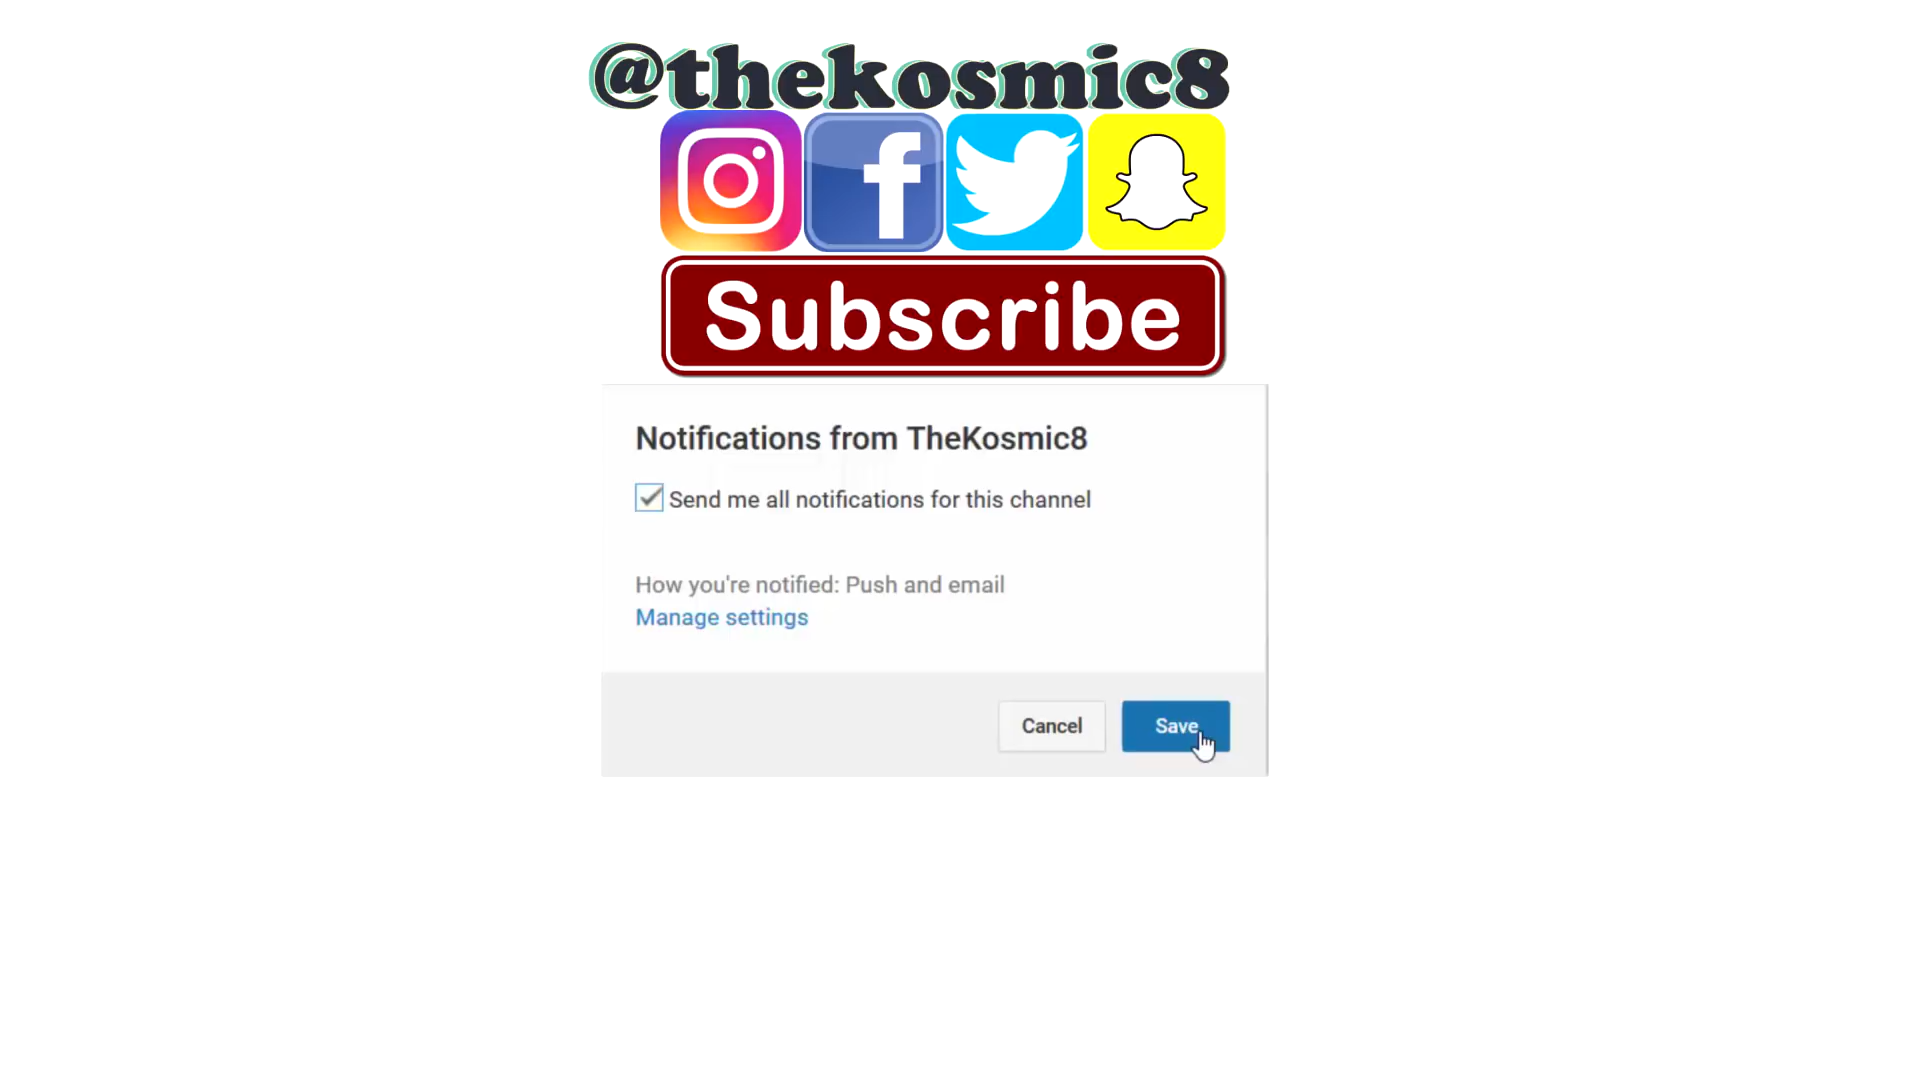 @thekosmic8
Subscribe
Notifications from TheKosmic8
Send me all notifications for this channel
How you're notified: Push and email
Manage settings
Cancel Save